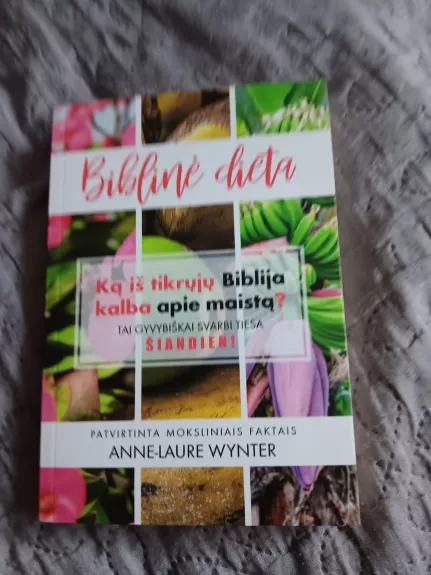 Biblinė dieta
Ką iš tikrųjų Biblija
kalba apie maistą?
TAI GYVYBIŠKAI SVARBI TIESA
ŠIANDIEN!
PATVIRTINTA MOKSLINIAIS FAKTAIS
ANNE-LAURE WYNTER